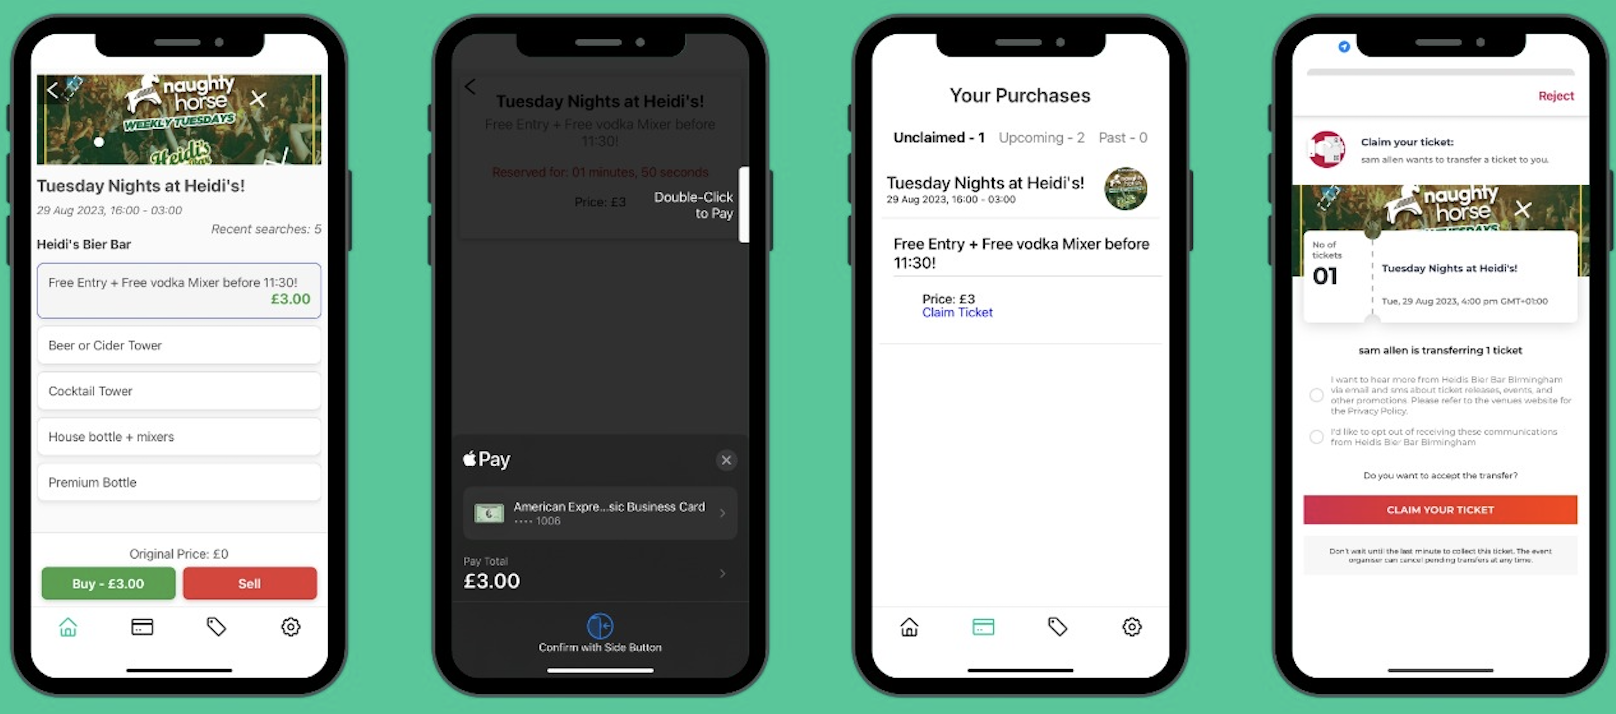 naughty
horse
WEEKLY TUESDAYS
Heidi's
Tuesday Nights at Heidi's!
29 Aug 2023, 16:00 - 03:00
Recent searches: 5
Heidi's Bier Bar
Free Entry + Free vodka Mixer before 11:30!
£3.00
Beer or Cider Tower
Cocktail Tower
House bottle + mixers
Premium Bottle
Original Price: £0
Buy - £3.00
Sell
Tuesday Nights at Heidi's!
Free Entry + Free vodka Mixer before
11:30!
Reserved for: 01 minutes, 50 seconds
Price: £3
Double-Click
to Pay
Pay
American Expre...sic Business Card
···· 1006
Pay Total
£3.00
Confirm with Side Button
Your Purchases
Unclaimed - 1 Upcoming - 2 Past - 0
Tuesday Nights at Heidi's!
29 Aug 2023, 16:00 - 03:00
Free Entry + Free vodka Mixer before
11:30!
Price: £3
Claim Ticket
Reject
Claim your ticket:
sam allen wants to transfer a ticket to you.
naughty
horse
No of
tickets
01
Tuesday Nights at Heidi's!
Tue, 29 Aug 2023, 4:00 pm GMT+01:00
sam allen is transferring 1 ticket
I want to hear more from Heidis Bier Bar Birmingham
via email and sms about ticket releases, events, and
other promotions. Please refer to the venues website for
the Privacy Policy.
I'd like to opt out of receiving these communications
from Heidis Bier Bar Birmingham
Do you want to accept the transfer?
CLAIM YOUR TICKET
Don't wait until the last minute to collect this ticket. The event
organiser can cancel pending transfers at any time.